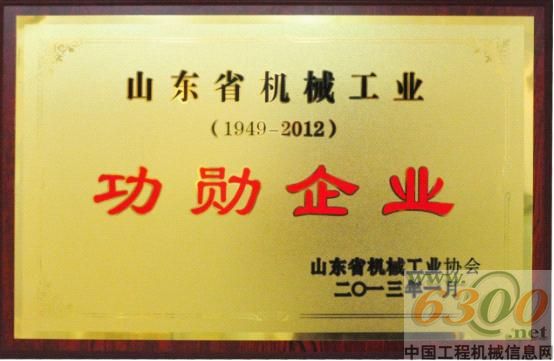 山东省机械工业
(1949-2012)
功勋企业
山东省机械工业协会
二〇一三年一月
www.
6300
.net
中国工程机械信息网